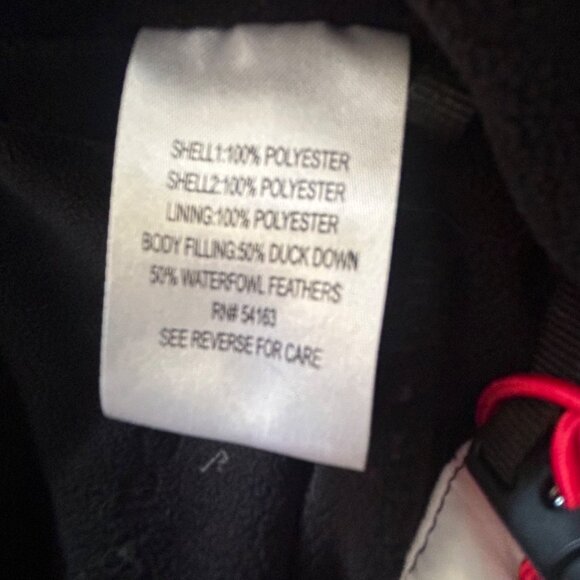 SHELL1:100% POLYESTER
SHELL2:100% POLYESTER
LINING:100% POLYESTER
BODY FILLING:50% DUCK DOWN
50% WATERFOWL FEATHERS
RN# 54163
SEE REVERSE FOR CARE